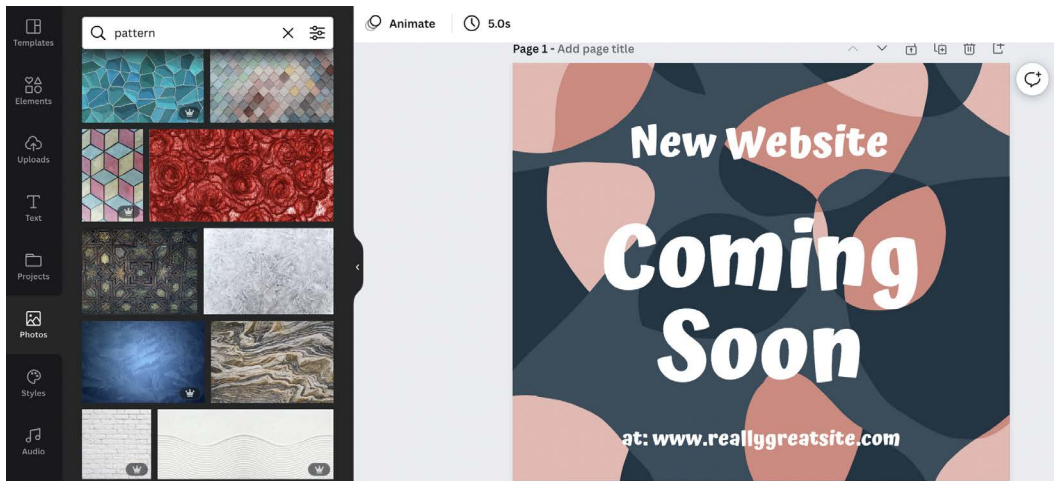 Templates
Elements
Uploads
Text
Projects
Photos
Styles
Audio
pattern
Animate
5.0s
Page 1 - Add page title
New Website
Coming
Soon
at: www.reallygreatsite.com